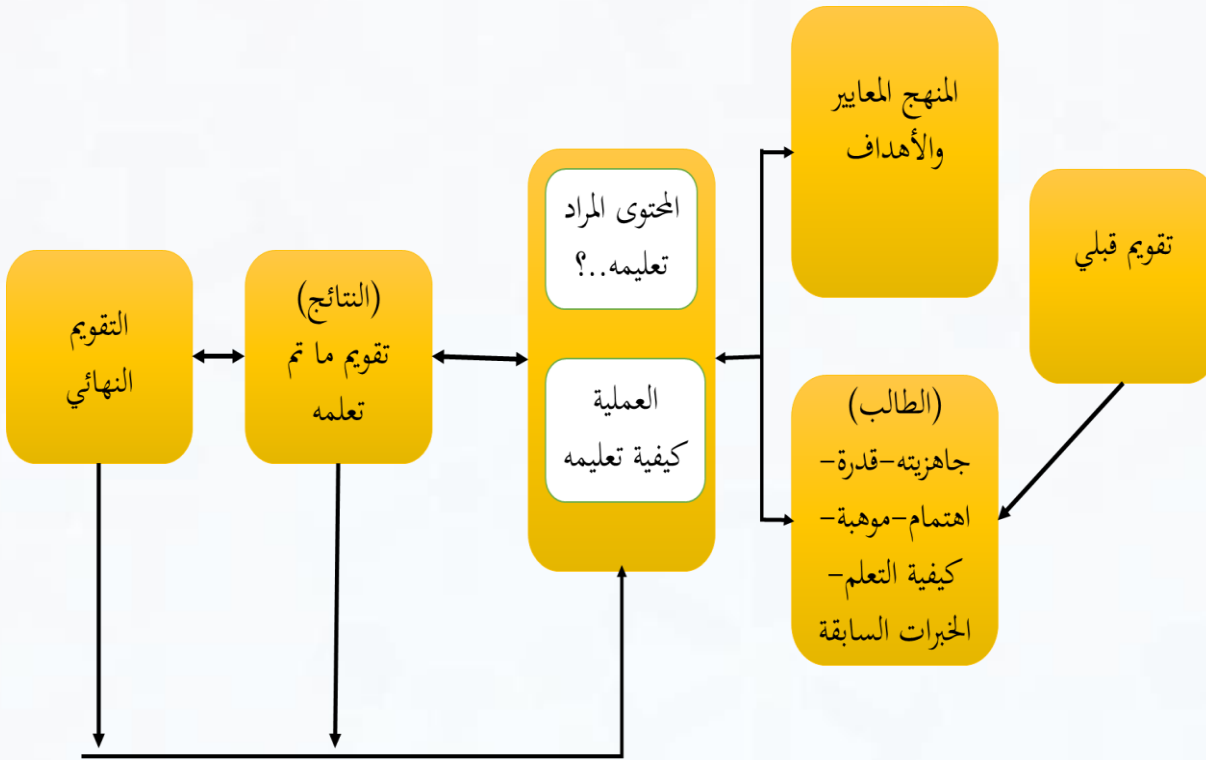 المنهج المعايير
والأهداف
تقويم قبلي
المحتوى المراد
تعليمه..؟
(النتائج)
تقويم ما تم
تعلمه
التقويم
النهائي
العملية
كيفية تعليمه
(الطالب)
جاهزيته-قدرة-
اهتمام-موهبة-
كيفية التعلم-
الخبرات السابقة